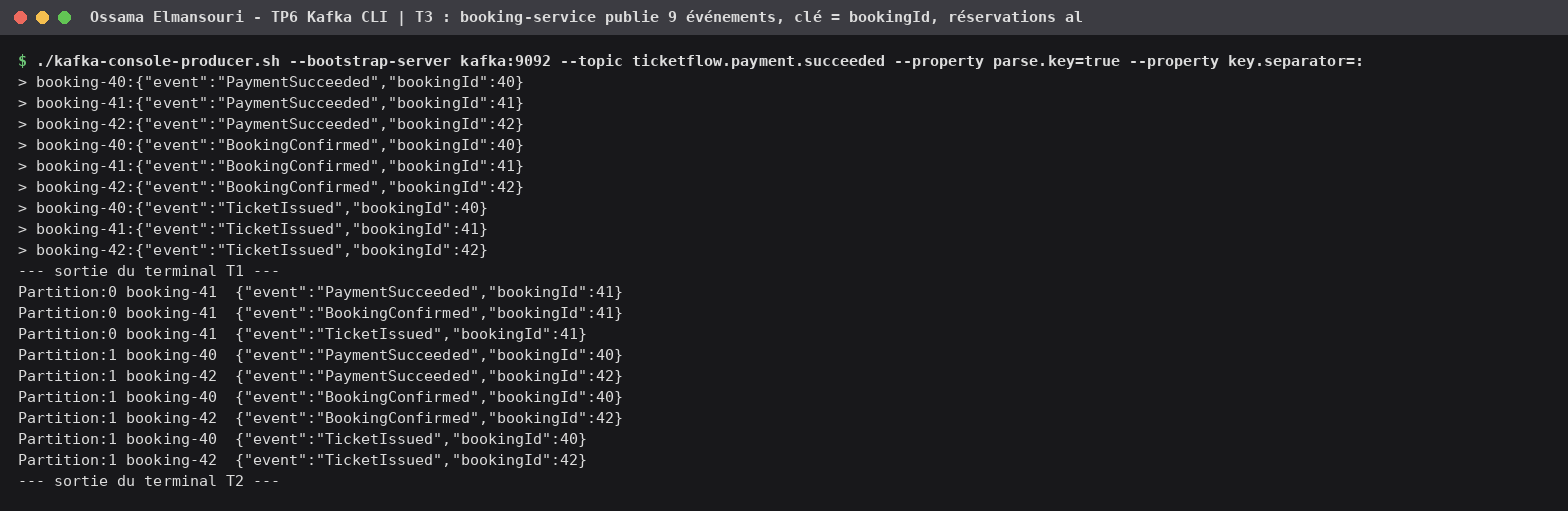 Ossama Elmansouri - TP6 Kafka CLI | T3 : booking-service publie 9 événements, clé = bookingId, réservations al
$ ./kafka-console-producer.sh --bootstrap-server kafka:9092 --topic ticketflow.payment.succeeded --property parse.key=true --property key.separator=:
> booking-40:{"event":"PaymentSucceeded","bookingId":40}
> booking-41:{"event":"PaymentSucceeded","bookingId":41}
> booking-42:{"event":"PaymentSucceeded","bookingId":42}
> booking-40:{"event":"BookingConfirmed","bookingId":40}
> booking-41:{"event":"BookingConfirmed","bookingId":41}
> booking-42:{"event":"BookingConfirmed","bookingId":42}
> booking-40:{"event":"TicketIssued","bookingId":40}
> booking-41:{"event":"TicketIssued","bookingId":41}
> booking-42:{"event":"TicketIssued","bookingId":42}
--- sortie du terminal T1 ---
Partition:0 booking-41  {"event":"PaymentSucceeded","bookingId":41}
Partition:0 booking-41  {"event":"BookingConfirmed","bookingId":41}
Partition:0 booking-41  {"event":"TicketIssued","bookingId":41}
Partition:1 booking-40  {"event":"PaymentSucceeded","bookingId":40}
Partition:1 booking-42  {"event":"PaymentSucceeded","bookingId":42}
Partition:1 booking-40  {"event":"BookingConfirmed","bookingId":40}
Partition:1 booking-42  {"event":"BookingConfirmed","bookingId":42}
Partition:1 booking-40  {"event":"TicketIssued","bookingId":40}
Partition:1 booking-42  {"event":"TicketIssued","bookingId":42}
--- sortie du terminal T2 ---